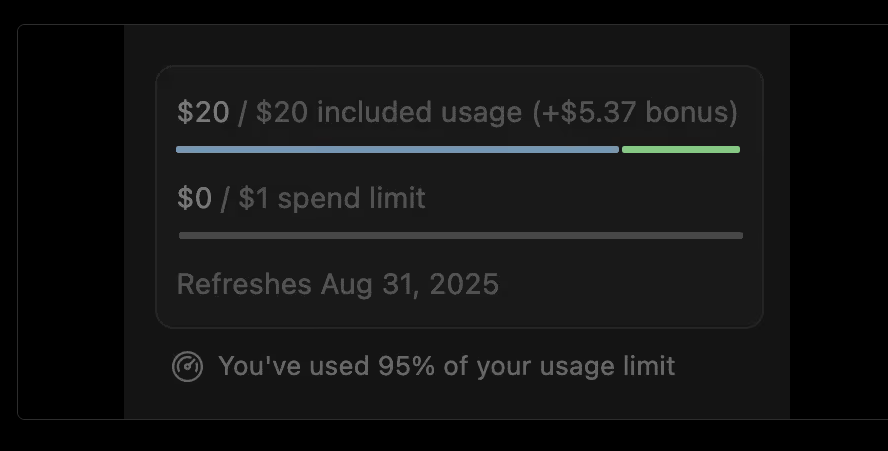 $20 / $20 included usage (+$5.37 bonus)
$0 / $1 spend limit
Refreshes Aug 31, 2025
You've used 95% of your usage limit